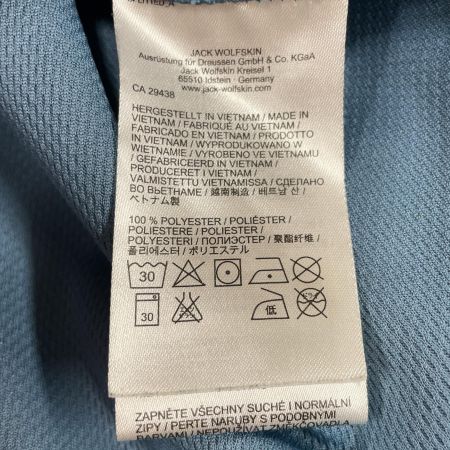 JACK WOLFSKIN
Ausrüstung für Draussen GmbH & Co. KGaA
Jack Wolfskin Kreisel 1
65510 Idstein · Germany
www.jack-wolfskin.com
CA 29438
HERGESTELLT IN VIETNAM / MADE IN
VIETNAM / FABRIQUÉ AU VIETNAM /
FABRICADO EN VIETNAM / PRODOTTO
IN VIETNAM / WYPRODUKOWANO W
WIETNAMIE / VYROBENO VE VIETNAMU
/ GEFABRICEERD IN VIETNAM /
PRODUCERET I VIETNAM /
VALMISTETTU VIETNAMISSA / СДЕЛАНО
ВО ВЬЕТНАМЕ / 越南制造 / 베트남 산 /
ベトナム製
100 % POLYESTER / POLIÉSTER /
POLIESTERE / POLIESTER /
POLYESTERI / ПОЛИЭСТЕР / 聚酯纤维 /
폴리에스터 / ポリエステル
30
30 低
ZAPNĚTE VŠECHNY SUCHÉ I NORMÁLNÍ
ZIPY / PERTE NARUBY S PODOBNÝMI
BARVAMI / NEPOUŽÍVAT ZMĚKČOVADLA